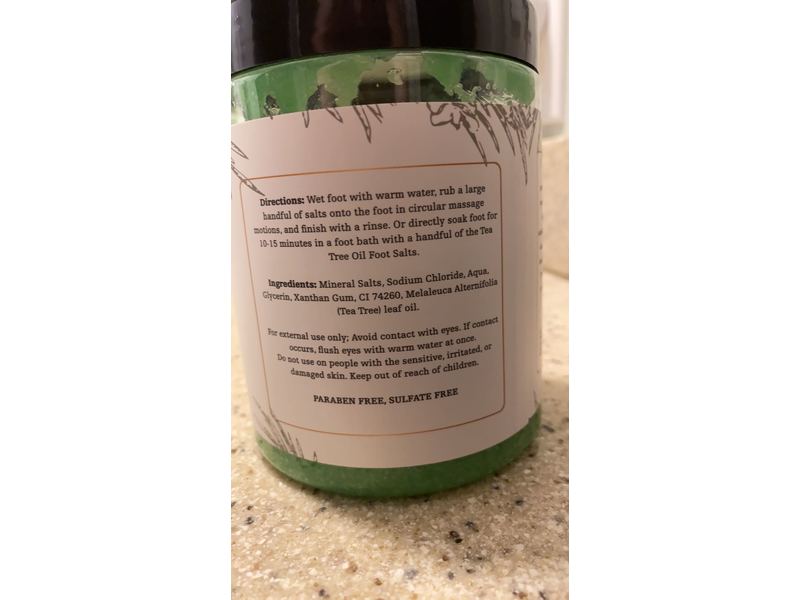 Directions: Wet foot with warm water, rub a large
handful of salts onto the foot in circular massage
motions, and finish with a rinse. Or directly soak foot for
10-15 minutes in a foot bath with a handful of the Tea
Tree Oil Foot Salts.
Ingredients: Mineral Salts, Sodium Chloride, Aqua,
Glycerin, Xanthan Gum, CI 74260, Melaleuca Alternifolia
(Tea Tree) leaf oil.
For external use only; Avoid contact with eyes. If contact
occurs, flush eyes with warm water at once.
Do not use on people with the sensitive, irritated, or
damaged skin. Keep out of reach of children.
PARABEN FREE, SULFATE FREE